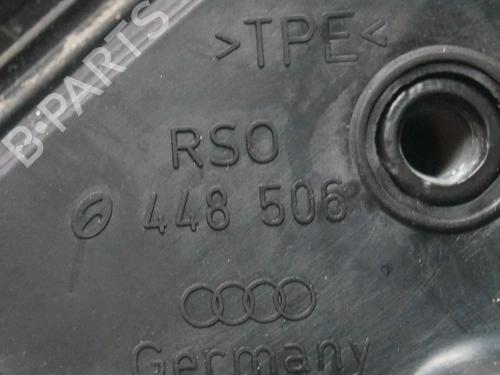 >TPE<
RSO
448 506
Germany
B-PARTS